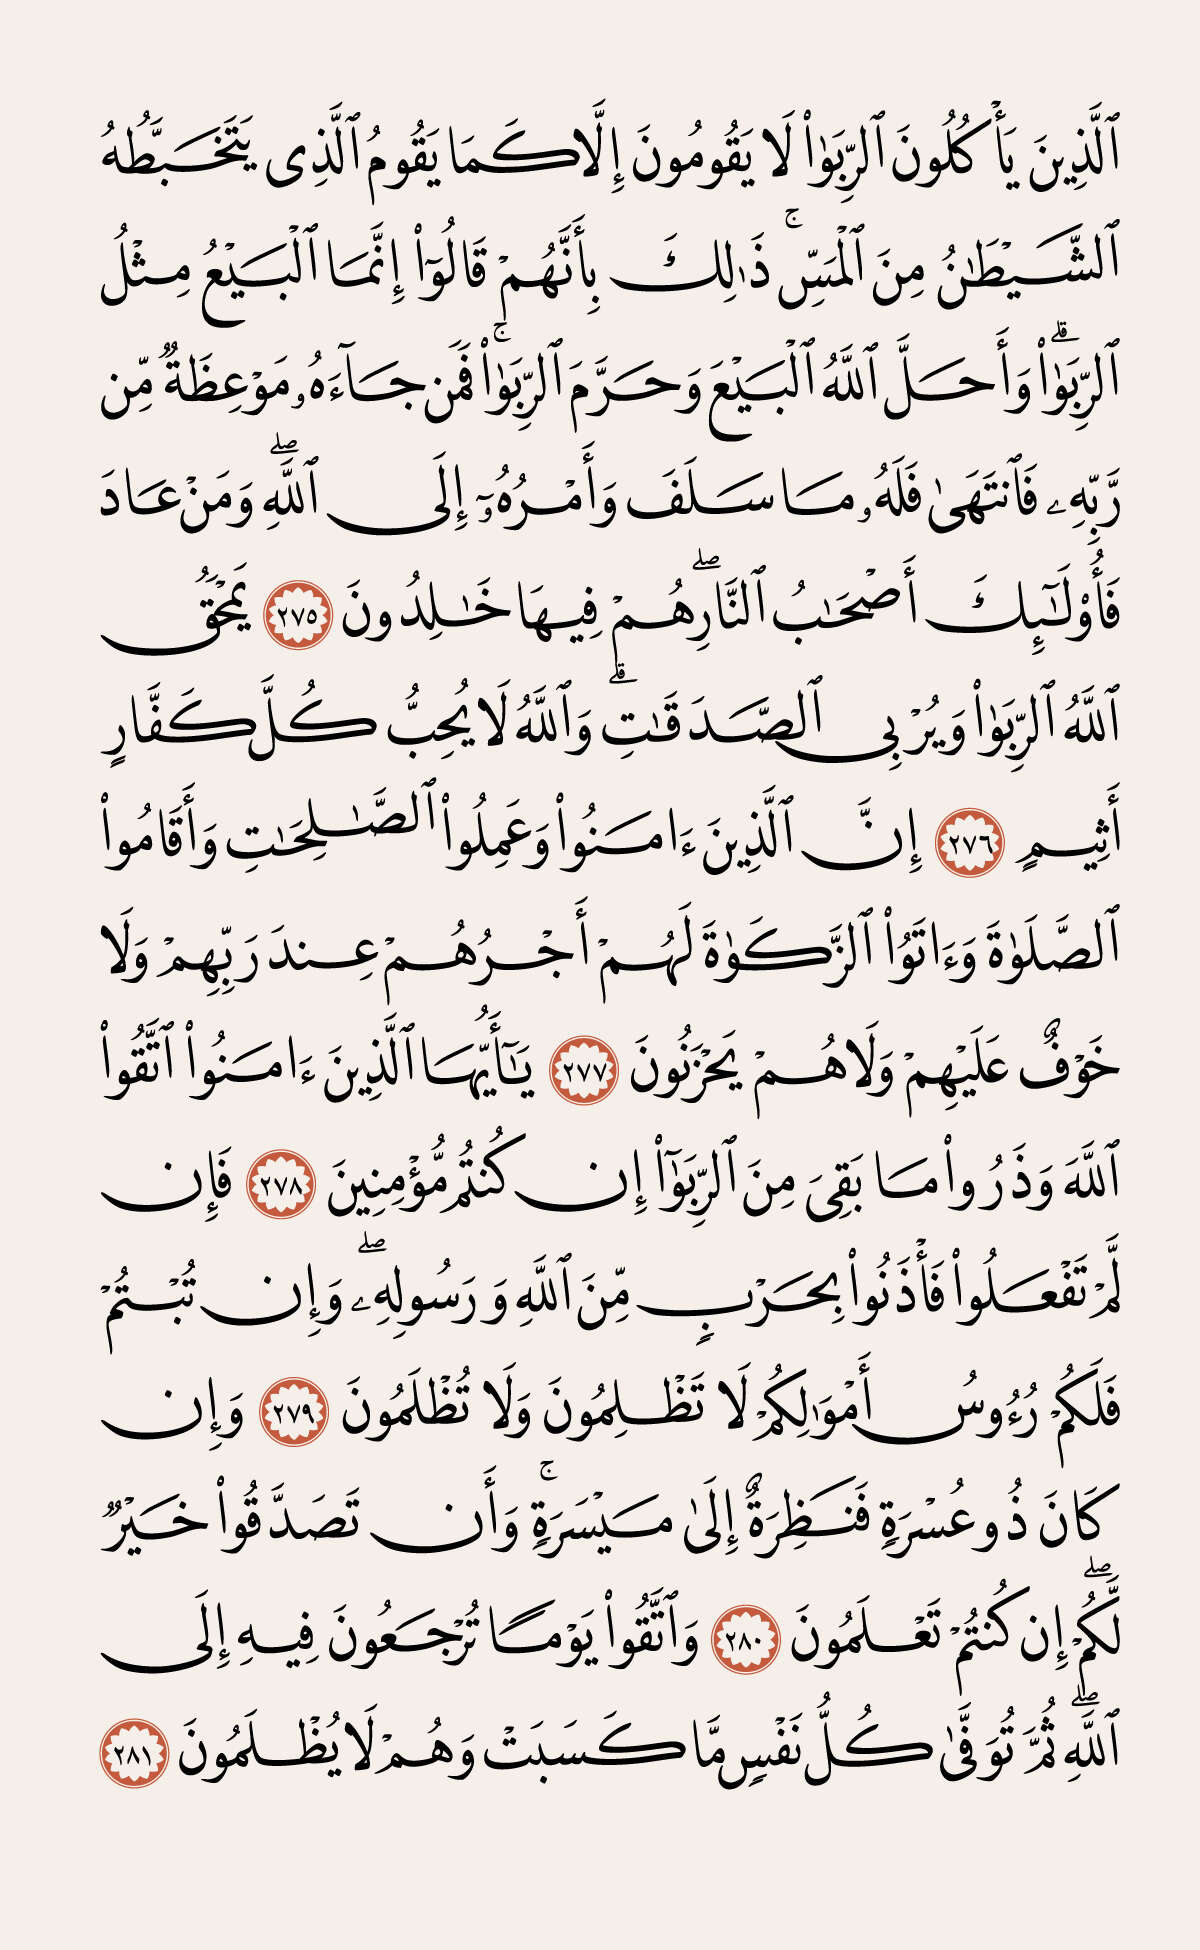 ٱلَّذِينَ يَأْكُلُونَ ٱلرِّبَوٰا۟ لَا يَقُومُونَ إِلَّا كَمَا يَقُومُ ٱلَّذِى يَتَخَبَّطُهُ
ٱلشَّيْطَـٰنُ مِنَ ٱلْمَسِّ ۚ ذَٰلِكَ بِأَنَّهُمْ قَالُوٓا۟ إِنَّمَا ٱلْبَيْعُ مِثْلُ
ٱلرِّبَوٰا۟ ۗ وَأَحَلَّ ٱللَّهُ ٱلْبَيْعَ وَحَرَّمَ ٱلرِّبَوٰا۟ ۚ فَمَن جَآءَهُۥ مَوْعِظَةٌ مِّن
رَّبِّهِۦ فَٱنتَهَىٰ فَلَهُۥ مَا سَلَفَ وَأَمْرُهُۥٓ إِلَى ٱللَّهِ ۖ وَمَنْ عَادَ
فَأُو۟لَـٰٓئِكَ أَصْحَـٰبُ ٱلنَّارِ ۖ هُمْ فِيهَا خَـٰلِدُونَ ٢٧٥ يَمْحَقُ
ٱللَّهُ ٱلرِّبَوٰا۟ وَيُرْبِى ٱلصَّدَقَـٰتِ ۗ وَٱللَّهُ لَا يُحِبُّ كُلَّ كَفَّارٍ
أَثِيمٍ ٢٧٦ إِنَّ ٱلَّذِينَ ءَامَنُوا۟ وَعَمِلُوا۟ ٱلصَّـٰلِحَـٰتِ وَأَقَامُوا۟
ٱلصَّلَوٰةَ وَءَاتَوُا۟ ٱلزَّكَوٰةَ لَهُمْ أَجْرُهُمْ عِندَ رَبِّهِمْ وَلَا
خَوْفٌ عَلَيْهِمْ وَلَا هُمْ يَحْزَنُونَ ٢٧٧ يَـٰٓأَيُّهَا ٱلَّذِينَ ءَامَنُوا۟ ٱتَّقُوا۟
ٱللَّهَ وَذَرُوا۟ مَا بَقِىَ مِنَ ٱلرِّبَوٰٓا۟ إِن كُنتُم مُّؤْمِنِينَ ٢٧٨ فَإِن
لَّمْ تَفْعَلُوا۟ فَأْذَنُوا۟ بِحَرْبٍ مِّنَ ٱللَّهِ وَرَسُولِهِۦ ۖ وَإِن تُبْتُمْ
فَلَكُمْ رُءُوسُ أَمْوَٰلِكُمْ لَا تَظْلِمُونَ وَلَا تُظْلَمُونَ ٢٧٩ وَإِن
كَانَ ذُو عُسْرَةٍ فَنَظِرَةٌ إِلَىٰ مَيْسَرَةٍ ۚ وَأَن تَصَدَّقُوا۟ خَيْرٌ
لَّكُمْ ۖ إِن كُنتُمْ تَعْلَمُونَ ٢٨٠ وَٱتَّقُوا۟ يَوْمًا تُرْجَعُونَ فِيهِ إِلَى
ٱللَّهِ ۖ ثُمَّ تُوَفَّىٰ كُلُّ نَفْسٍ مَّا كَسَبَتْ وَهُمْ لَا يُظْلَمُونَ ٢٨١